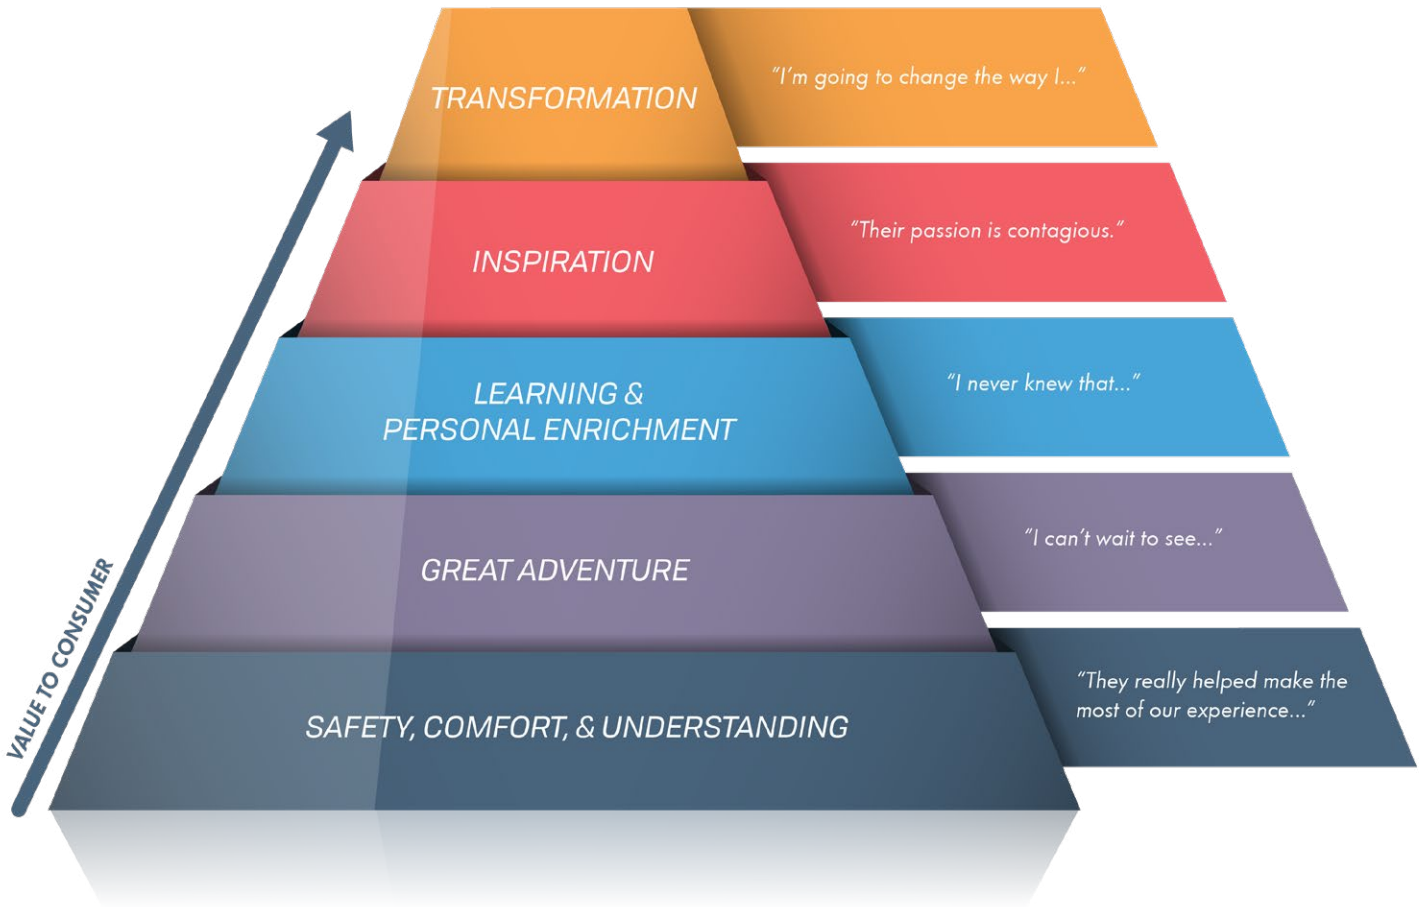 TRANSFORMATION
"I'm going to change the way I..."
INSPIRATION
"Their passion is contagious."
LEARNING &
PERSONAL ENRICHMENT
"I never knew that..."
GREAT ADVENTURE
"I can't wait to see..."
SAFETY, COMFORT, & UNDERSTANDING
"They really helped make the
most of our experience..."
VALUE TO CONSUMER